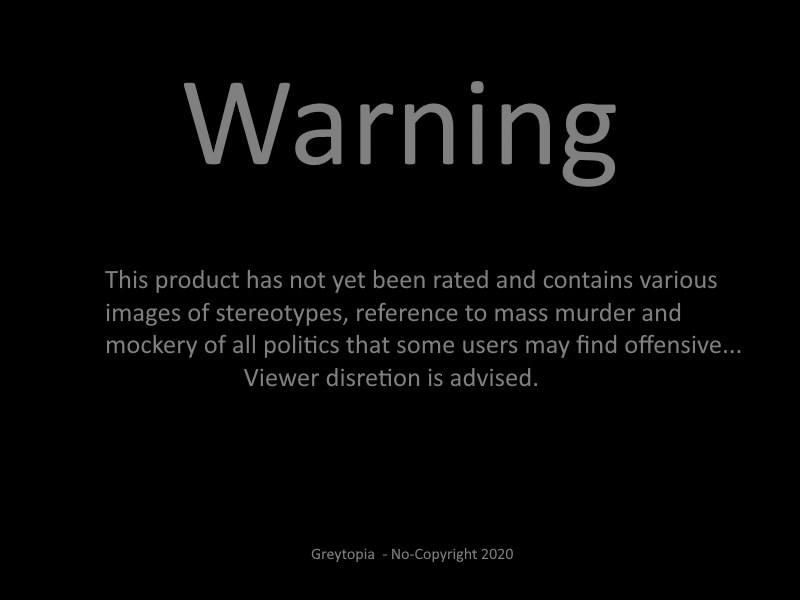 Warning
This product has not yet been rated and contains various
images of stereotypes, reference to mass murder and
mockery of all politics that some users may find offensive...
Viewer disretion is advised.
Greytopia - No-Copyright 2020